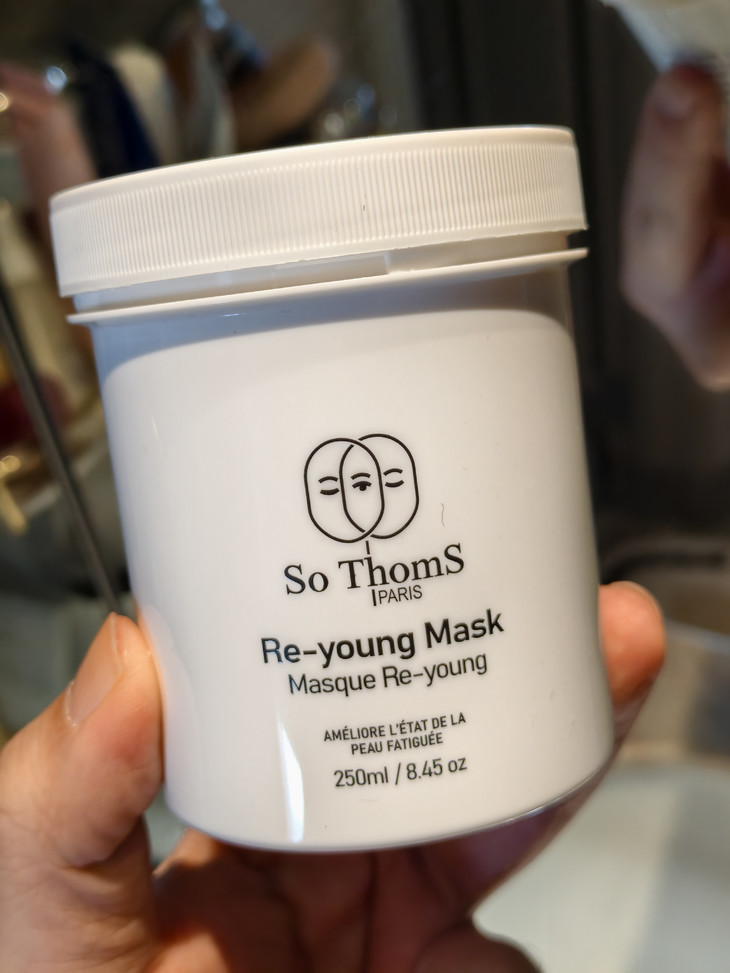 So ThomS
PARIS
Re-young Mask
Masque Re-young
AMÉLIORE L'ÉTAT DE LA
PEAU FATIGUÉE
250ml / 8.45 oz